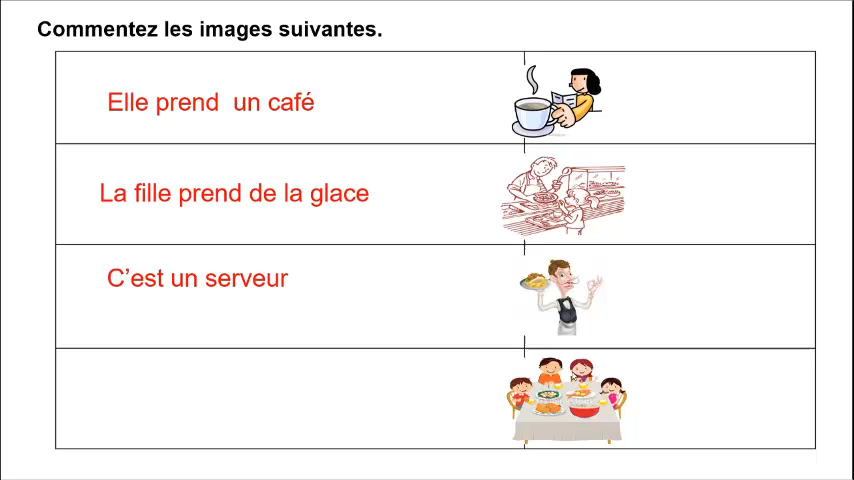 Commentez les images suivantes.
Elle prend un café
La fille prend de la glace
C'est un serveur